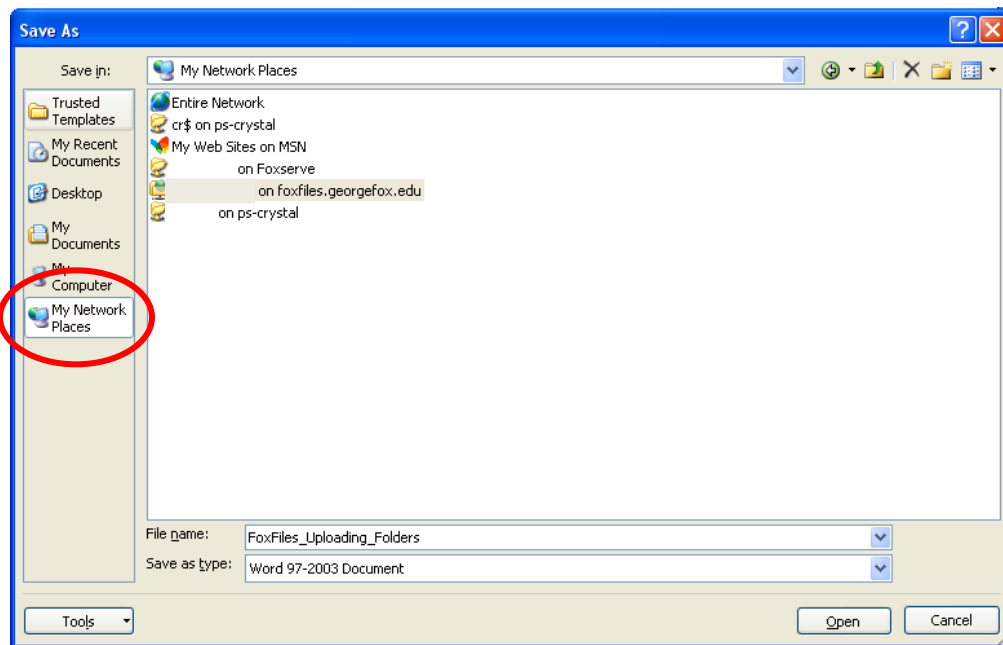 Save As
?
Save in:
My Network Places
Trusted
Templates
My Recent
Documents
Desktop
My
Documents
My
Computer
My Network
Places
Entire Network
cr$ on ps-crystal
My Web Sites on MSN
on Foxserve
on foxfiles.georgefox.edu
on ps-crystal
File name:
FoxFiles_Uploading_Folders
Save as type:
Word 97-2003 Document
Tools
Open
Cancel